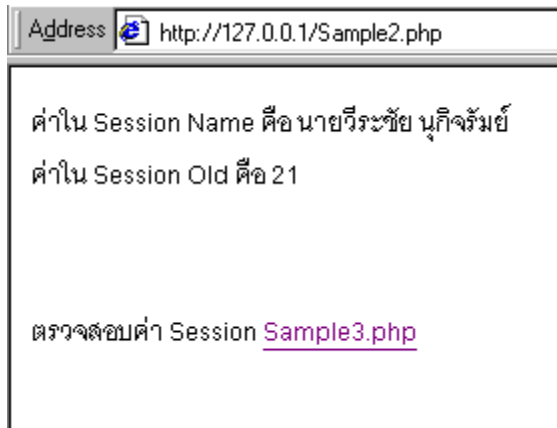 Address http://127.0.0.1/Sample2.php
ค่าใน Session Name คือ นายวีระชัย นุกิจรัมย์
ค่าใน Session Old คือ 21
ตรวจสอบค่า Session Sample3.php